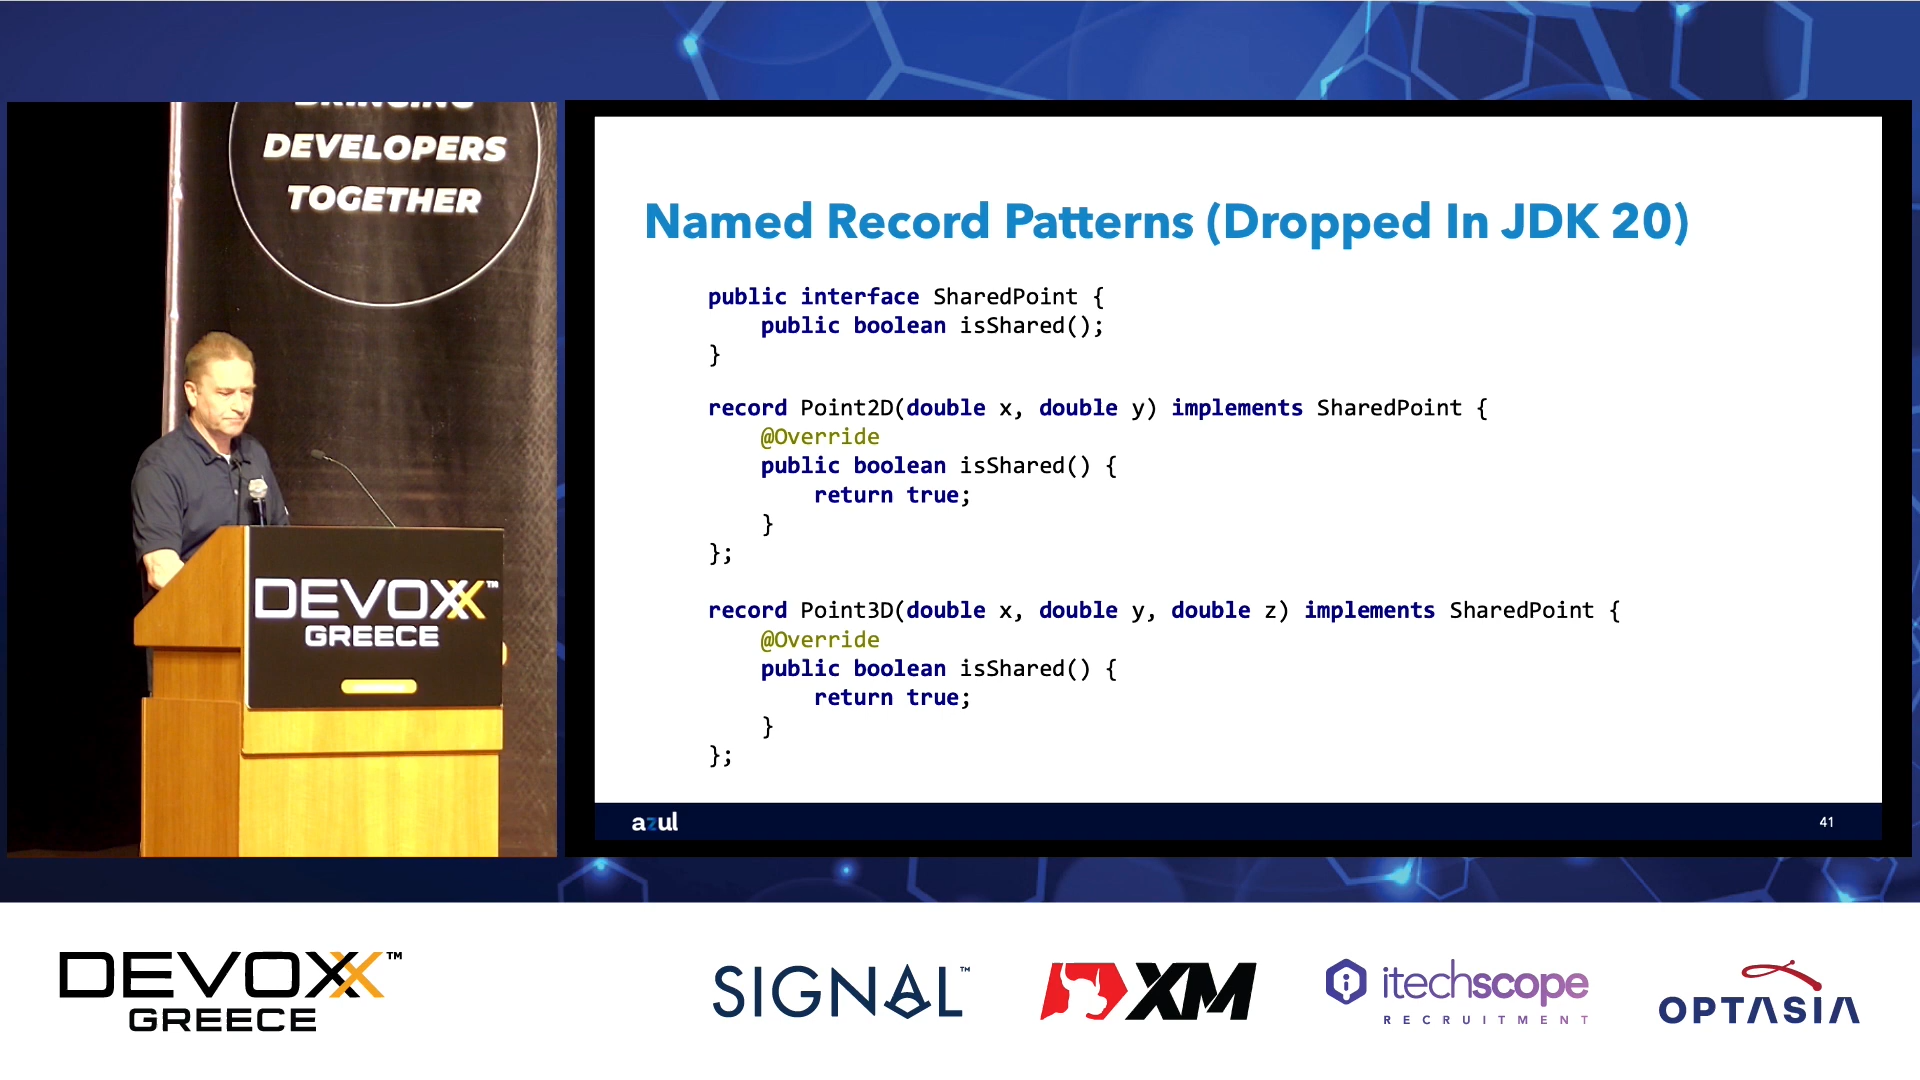 BRINGING
DEVELOPERS
TOGETHER
DEVOXX™
GREECE
Named Record Patterns (Dropped In JDK 20)
public interface SharedPoint {
    public boolean isShared();
}
record Point2D(double x, double y) implements SharedPoint {
    @Override
    public boolean isShared() {
        return true;
    }
};
record Point3D(double x, double y, double z) implements SharedPoint {
    @Override
    public boolean isShared() {
        return true;
    }
};
azul
41
DEVOXX™
GREECE
SIGNAL™
XM
itechscope
RECRUITMENT
OPTASIA